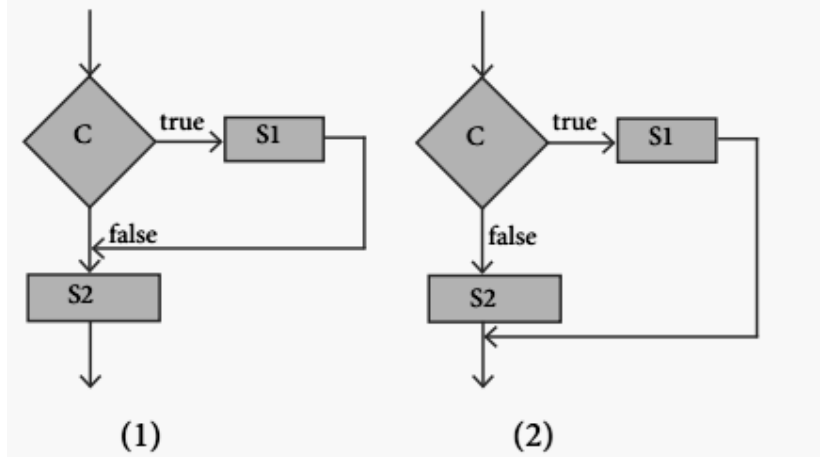 C
true
S1
false
S2
(1)
C
true
S1
false
S2
(2)